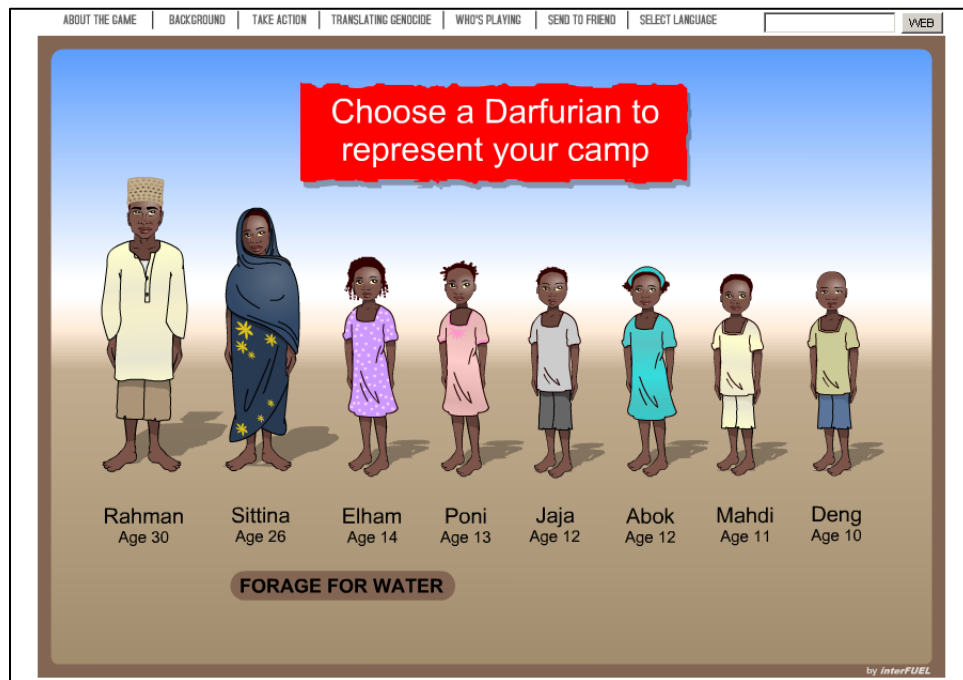 ABOUT THE GAME | BACKGROUND | TAKE ACTION | TRANSLATING GENOCIDE | WHO'S PLAYING | SEND TO FRIEND | SELECT LANGUAGE WEB
Choose a Darfurian to
represent your camp
Rahman Sittina Elham Poni Jaja Abok Mahdi Deng
Age 30 Age 26 Age 14 Age 13 Age 12 Age 12 Age 11 Age 10
FORAGE FOR WATER
by interFUEL